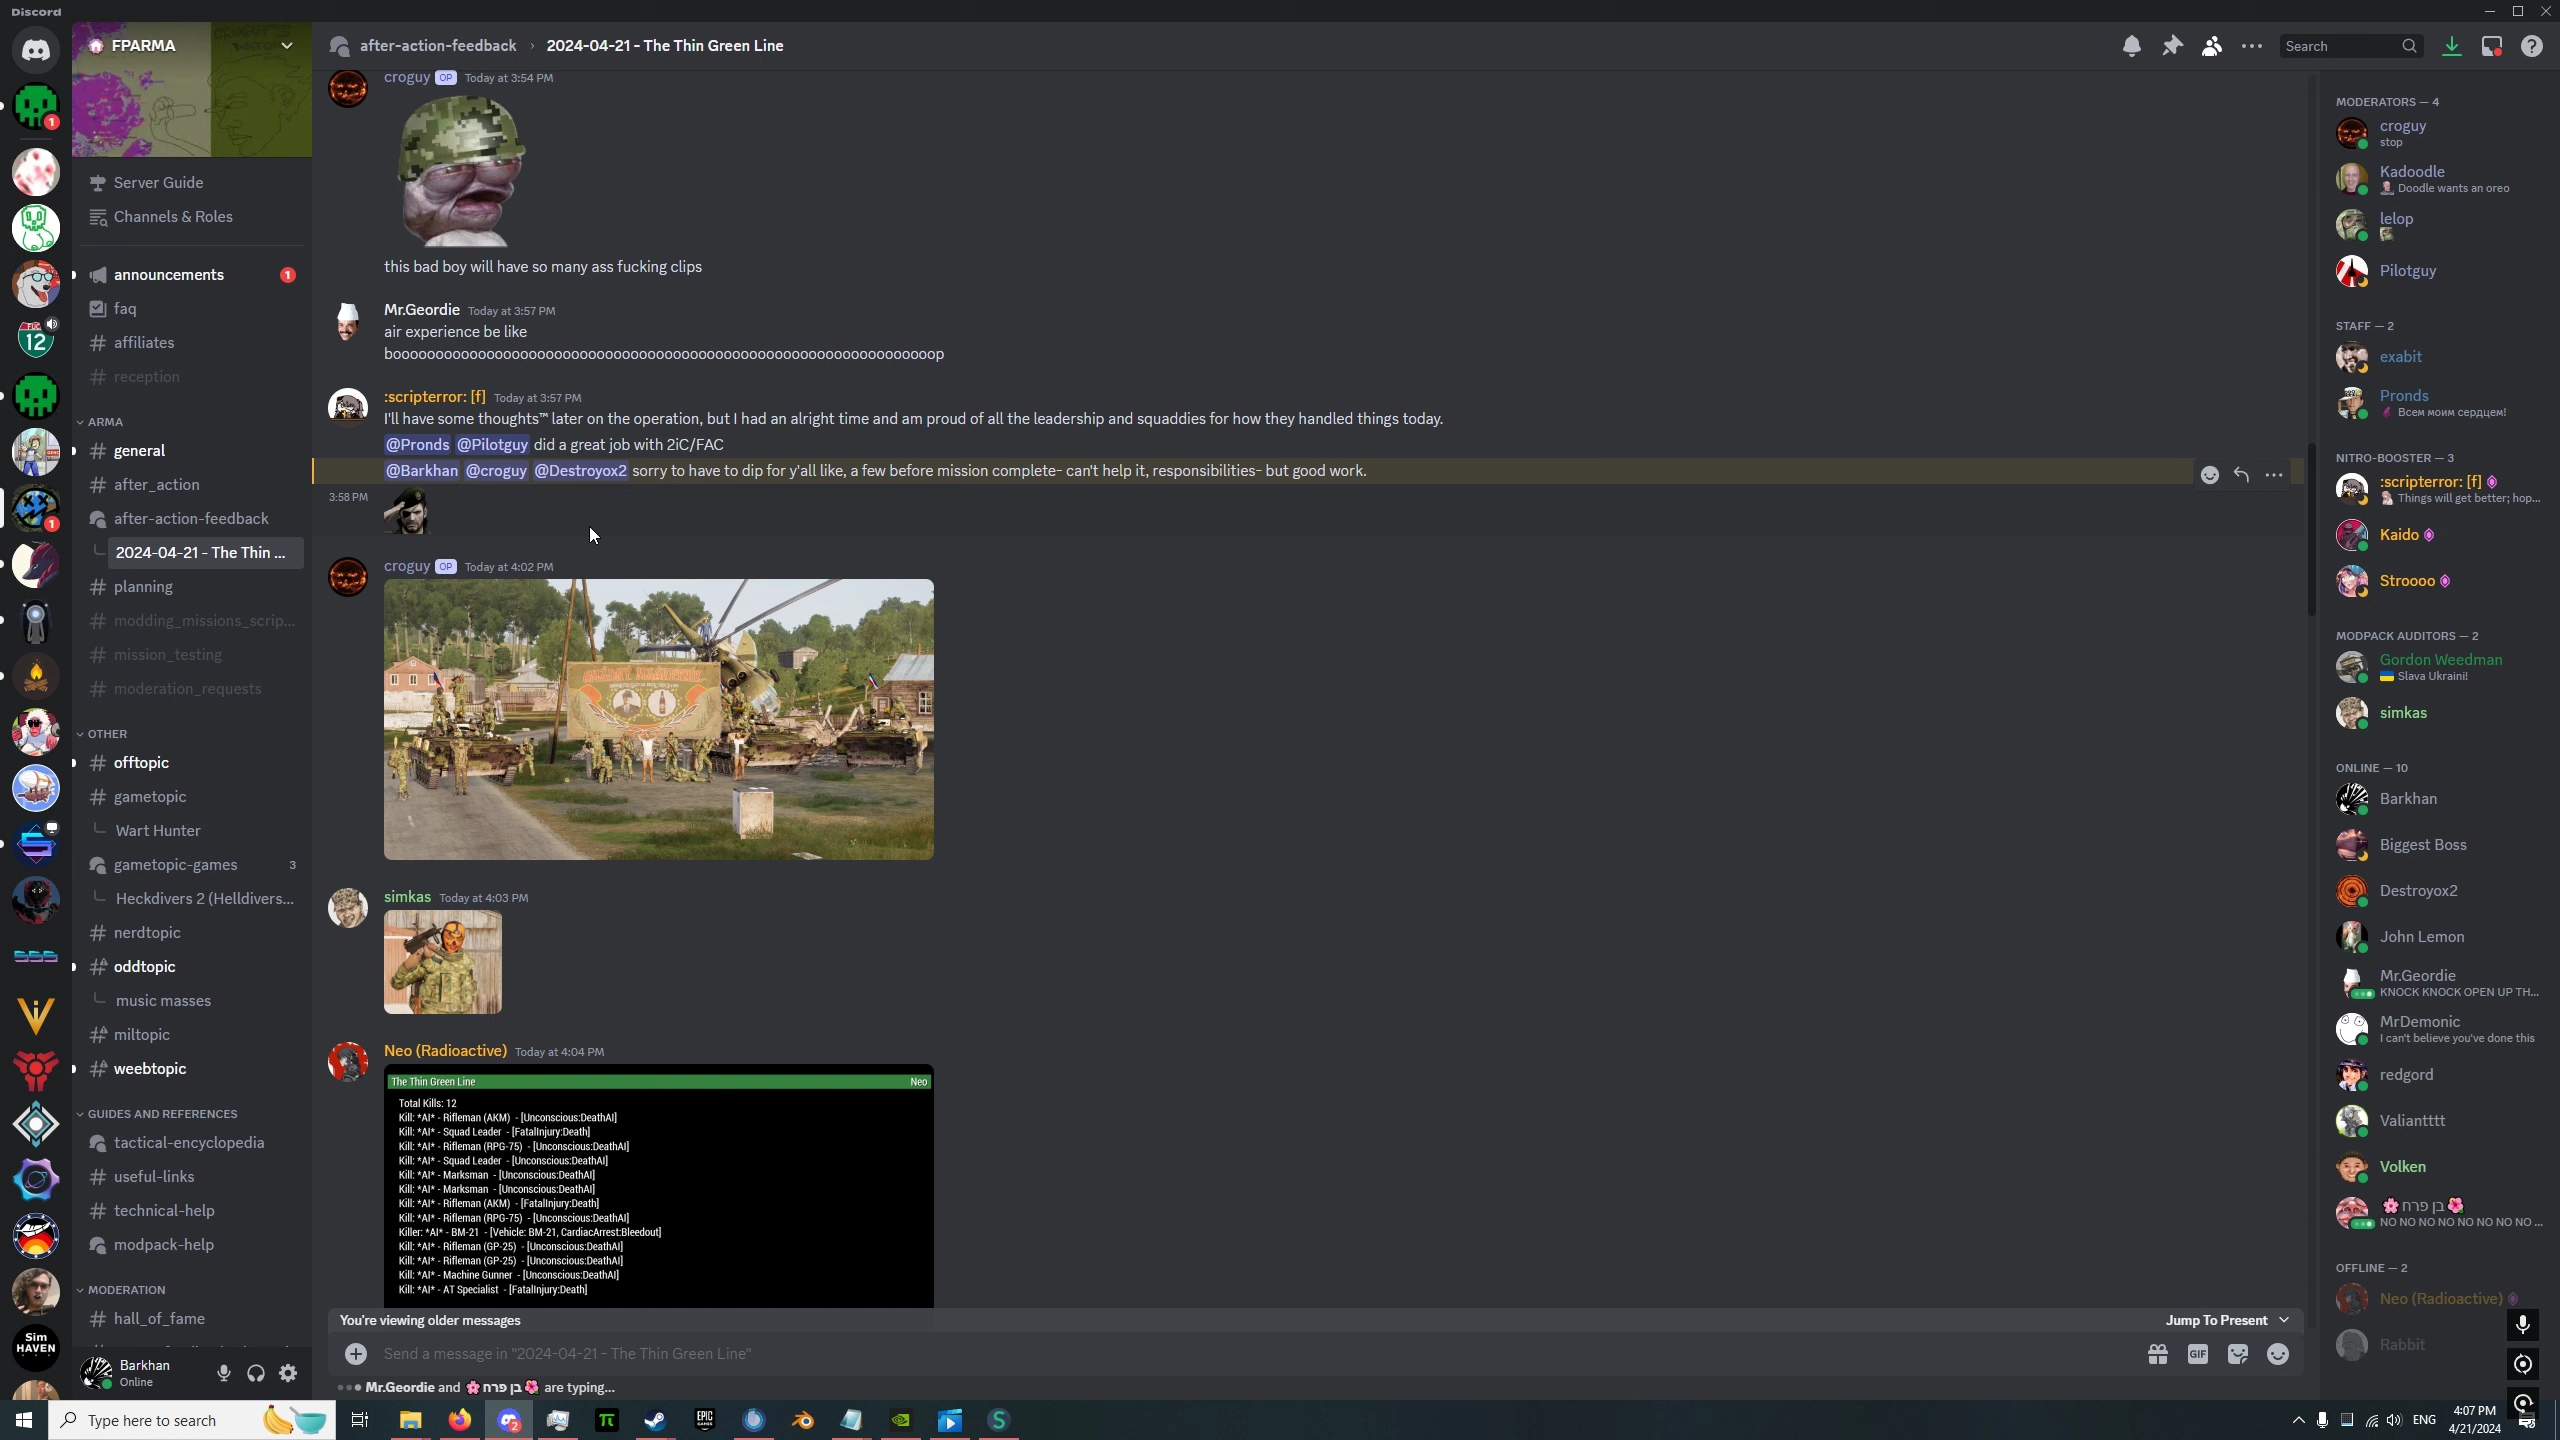 Discord
FPARMA
after-action-feedback › 2024-04-21 - The Thin Green Line
Search
Server Guide
Channels & Roles
announcements 1
faq
affiliates
reception
ARMA
general
after_action
after-action-feedback
2024-04-21 - The Thin ...
planning
modding_missions_scrip...
mission_testing
moderation_requests
OTHER
offtopic
gametopic
Wart Hunter
gametopic-games 3
Heckdivers 2 (Helldivers...
nerdtopic
oddtopic
music masses
miltopic
weebtopic
GUIDES AND REFERENCES
tactical-encyclopedia
useful-links
technical-help
modpack-help
MODERATION
hall_of_fame
Barkhan
Online
1
12
1
Sim
HAVEN
croguy OP Today at 3:54 PM
this bad boy will have so many ass fucking clips
Mr.Geordie Today at 3:57 PM
air experience be like
:scripterror: [f] Today at 3:57 PM
I'll have some thoughts™ later on the operation, but I had an alright time and am proud of all the leadership and squaddies for how they handled things today.
@Pronds @Pilotguy did a great job with 2iC/FAC
@Barkhan @croguy @Destroyox2 sorry to have to dip for y'all like, a few before mission complete- can't help it, responsibilities- but good work.
3:58 PM
croguy OP Today at 4:02 PM
simkas Today at 4:03 PM
Neo (Radioactive) Today at 4:04 PM
The Thin Green Line Neo
Total Kills: 12
Kill: *AI* - Rifleman (AKM) - [Unconscious:DeathAI]
Kill: *AI* - Squad Leader - [FatalInjury:Death]
Kill: *AI* - Rifleman (RPG-75) - [Unconscious:DeathAI]
Kill: *AI* - Squad Leader - [Unconscious:DeathAI]
Kill: *AI* - Marksman - [Unconscious:DeathAI]
Kill: *AI* - Marksman - [Unconscious:DeathAI]
Kill: *AI* - Rifleman (AKM) - [FatalInjury:Death]
Kill: *AI* - Rifleman (RPG-75) - [Unconscious:DeathAI]
Killer: *AI* - BM-21 - [Vehicle: BM-21, CardiacArrest:Bleedout]
Kill: *AI* - Rifleman (GP-25) - [Unconscious:DeathAI]
Kill: *AI* - Rifleman (GP-25) - [Unconscious:DeathAI]
Kill: *AI* - Machine Gunner - [Unconscious:DeathAI]
Kill: *AI* - AT Specialist - [FatalInjury:Death]
You're viewing older messages Jump To Present
Send a message in "2024-04-21 - The Thin Green Line"
GIF
Mr.Geordie and 🌸בן פרח🌺 are typing...
MODERATORS — 4
croguy
stop
Kadoodle
Doodle wants an oreo
lelop
Pilotguy
STAFF — 2
exabit
Pronds
Всем моим сердцем!
NITRO-BOOSTER — 3
:scripterror: [f]
Things will get better; hop...
Kaido
Stroooo
MODPACK AUDITORS — 2
Gordon Weedman
Slava Ukraini!
simkas
ONLINE — 10
Barkhan
Biggest Boss
Destroyox2
John Lemon
Mr.Geordie
KNOCK KNOCK OPEN UP TH...
MrDemonic
I can't believe you've done this
redgord
Valiantttt
Volken
🌸בן פרח🌺
NO NO NO NO NO NO NO NO ...
OFFLINE — 2
Neo (Radioactive)
Rabbit
Type here to search
2
EPIC
ENG
4:07 PM
4/21/2024